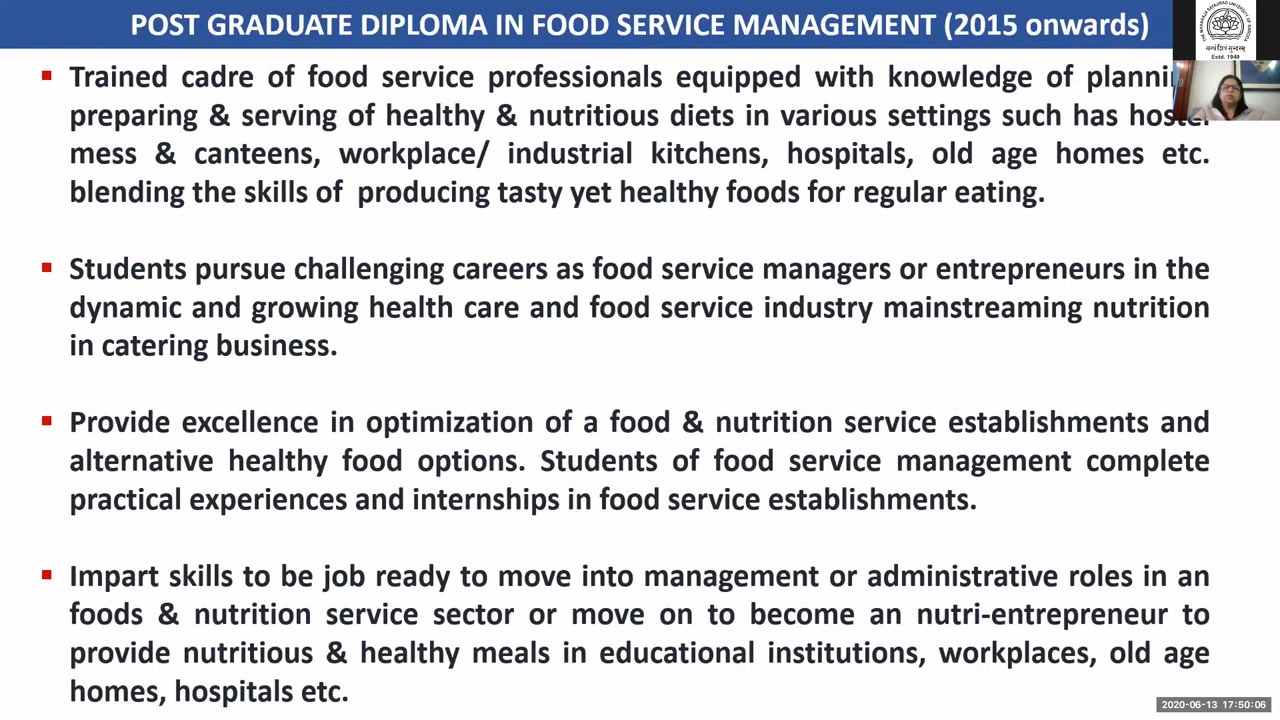 POST GRADUATE DIPLOMA IN FOOD SERVICE MANAGEMENT (2015 onwards)
Trained cadre of food service professionals equipped with knowledge of
preparing & serving of healthy & nutritious diets in various settings such has
mess & canteens, workplace/ industrial kitchens, hospitals, old age homes etc.
blending the skills of producing tasty yet healthy foods for regular eating.
Students pursue challenging careers as food service managers or entrepreneurs in the
dynamic and growing health care and food service industry mainstreaming nutrition
in catering business.
Provide excellence in optimization of a food & nutrition service establishments and
alternative healthy food options. Students of food service management complete
practical experiences and internships in food service establishments.
Impart skills to be job ready to move into management or administrative roles in an
foods & nutrition service sector or move on to become an nutri-entrepreneur to
provide nutritious & healthy meals in educational institutions, workplaces, old age
homes, hospitals etc.
Estd. 1949
2020-06-13 17:50:06